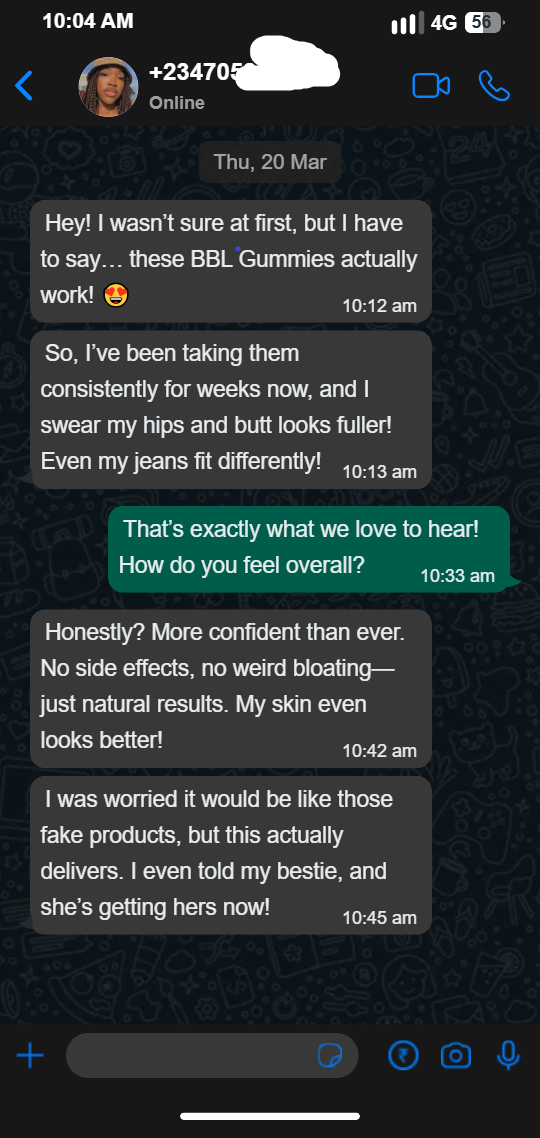 10:04 AM
4G 56
+234705
Online
Thu, 20 Mar
Hey! I wasn’t sure at first, but I have
to say… these BBL Gummies actually
work! 😍
10:12 am
So, I’ve been taking them
consistently for weeks now, and I
swear my hips and butt looks fuller!
Even my jeans fit differently!
10:13 am
That’s exactly what we love to hear!
How do you feel overall?
10:33 am
Honestly? More confident than ever.
No side effects, no weird bloating—
just natural results. My skin even
looks better!
10:42 am
I was worried it would be like those
fake products, but this actually
delivers. I even told my bestie, and
she’s getting hers now!
10:45 am
₹